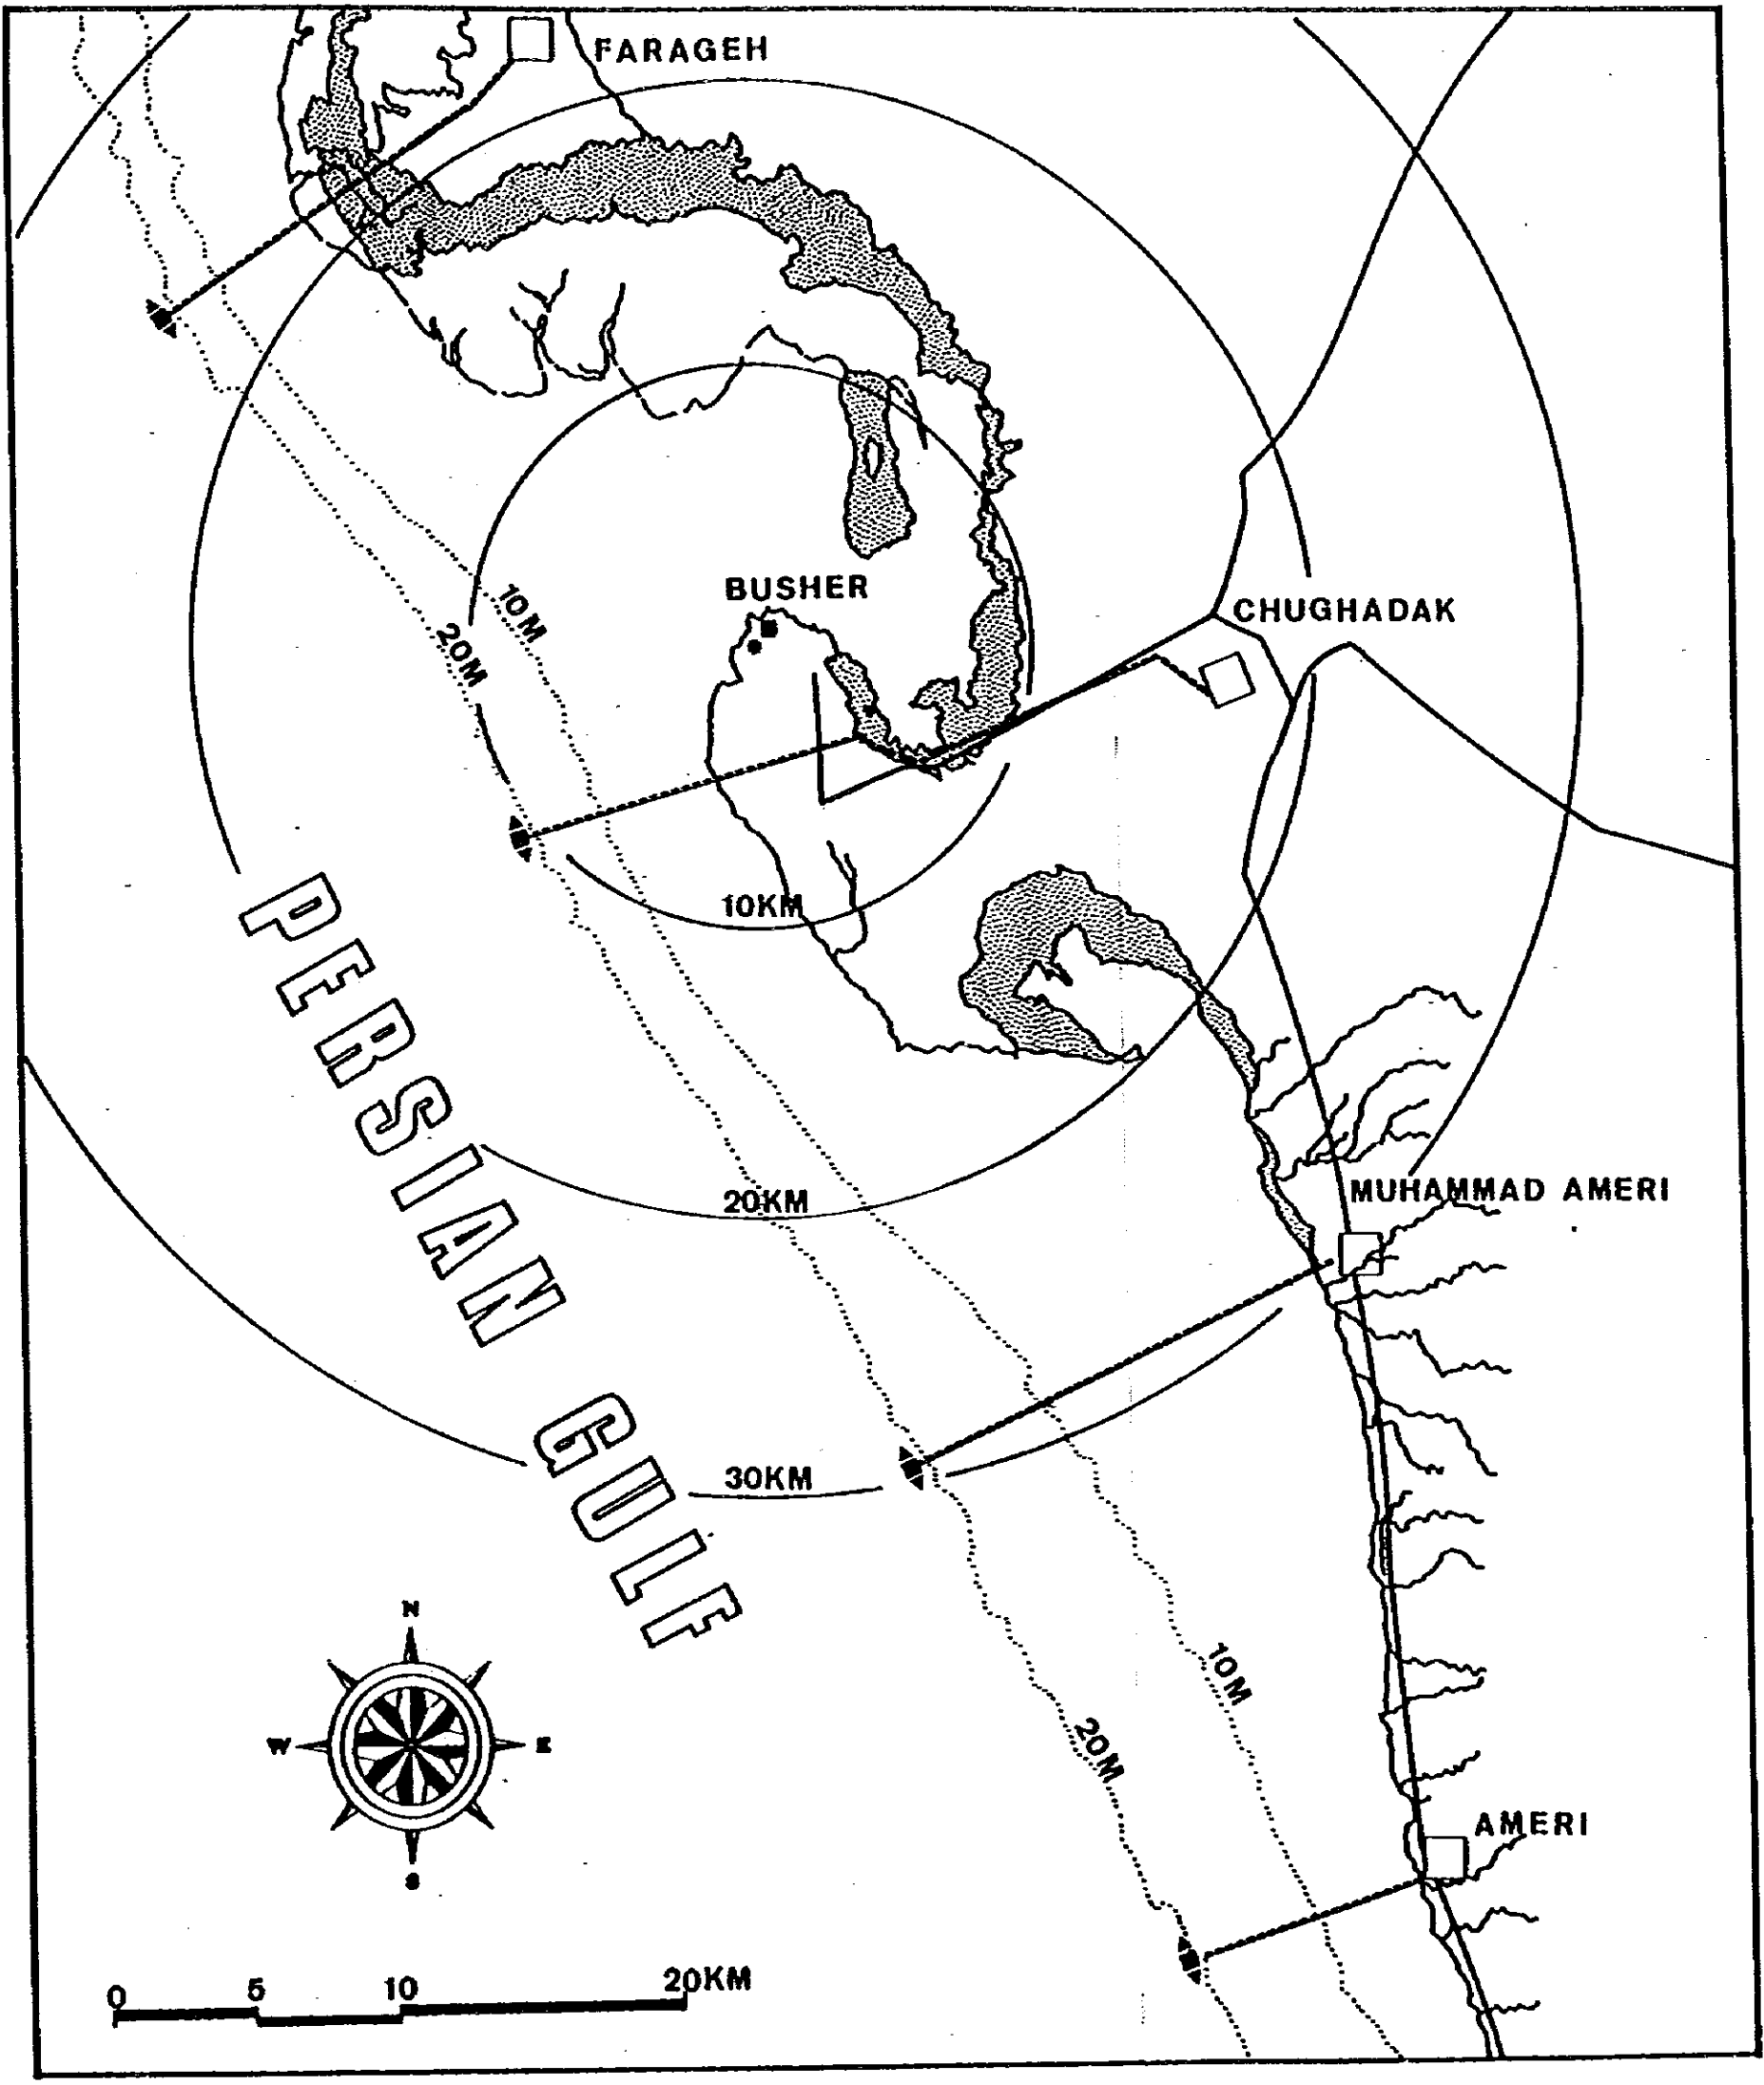 FARAGEH
BUSHER
10M
20M
CHUGHADAK
10KM
PERSIAN GULF
20KM
MUHAMMAD AMERI
30KM
N
W
E
S
10M
20M
AMERI
0 5 10 20KM